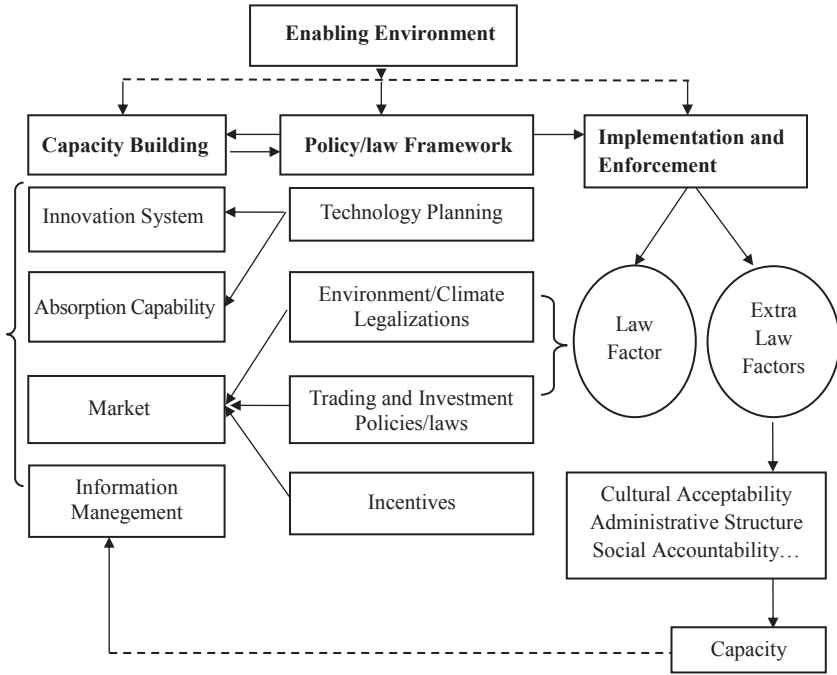 Enabling Environment
Capacity Building
Policy/law Framework
Implementation and
Enforcement
Innovation System
Technology Planning
Absorption Capability
Environment/Climate
Legalizations
Law
Factor
Extra
Law
Factors
Market
Trading and Investment
Policies/laws
Information
Manegement
Incentives
Cultural Acceptability
Administrative Structure
Social Accountability…
Capacity